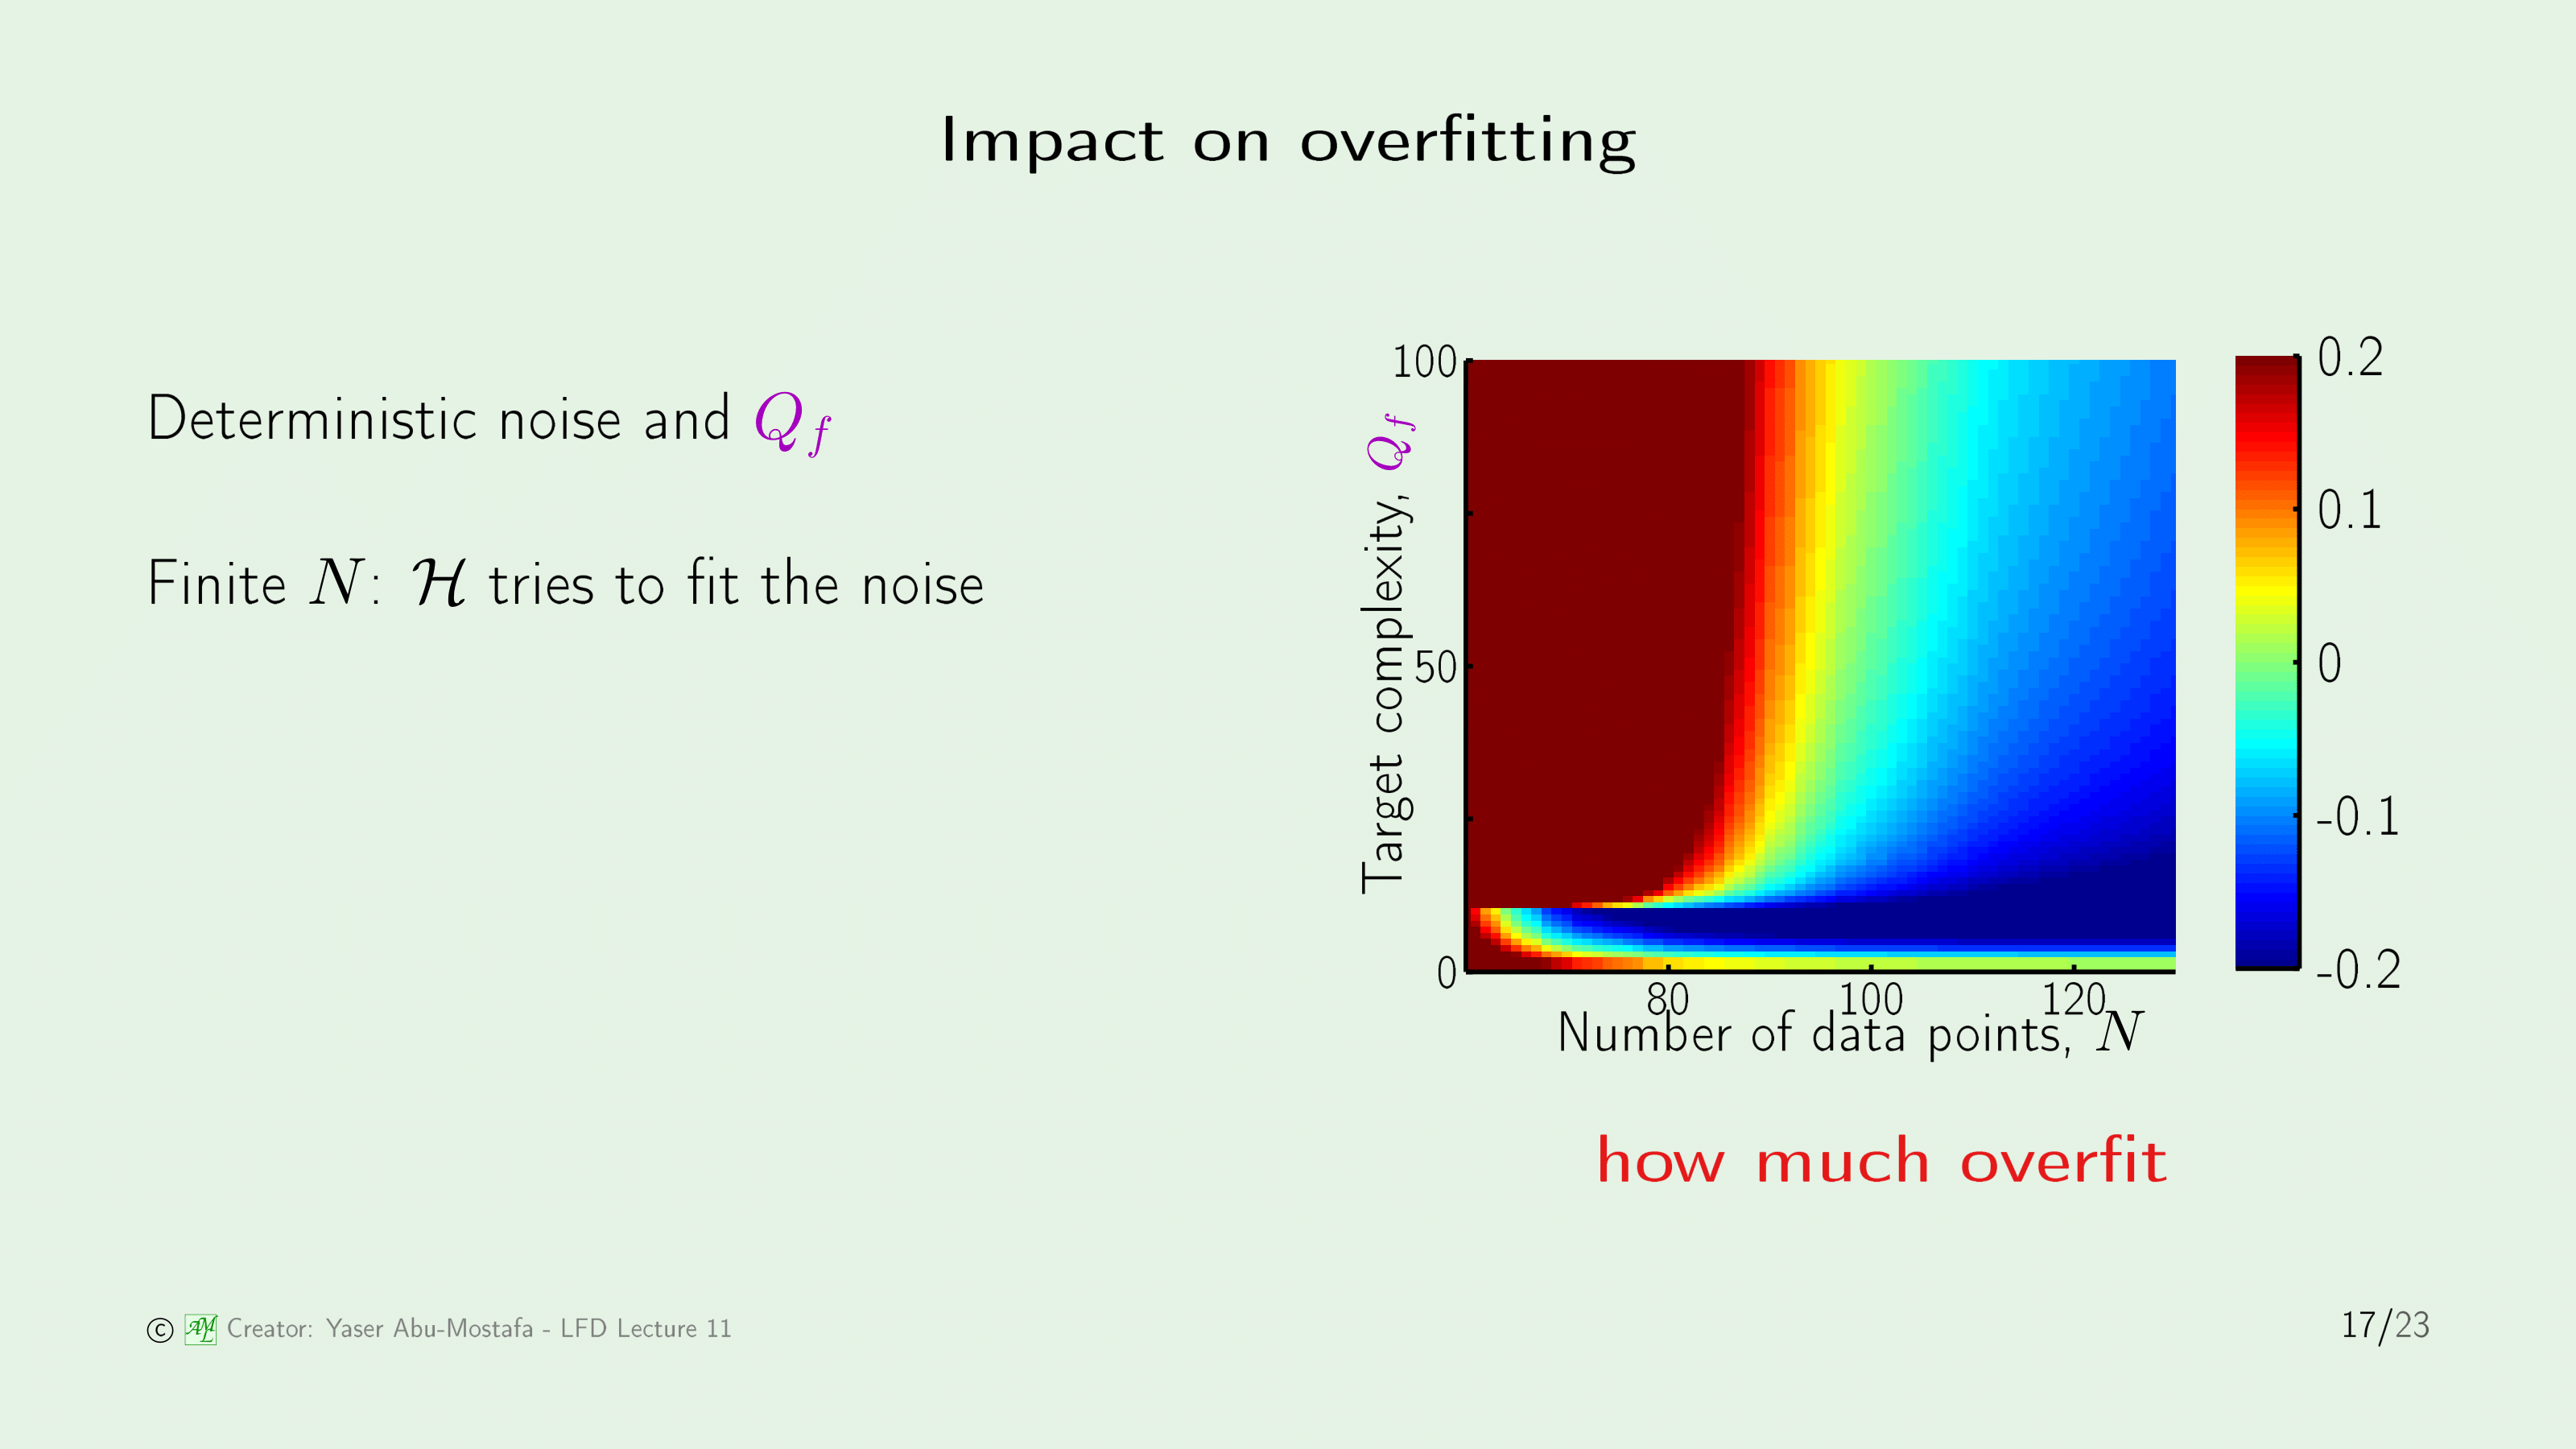 Impact on overfitting
Deterministic noise and Q_f
Finite N: ℋ tries to fit the noise
Target complexity, Q_f
100
50
0
80
100
120
Number of data points, N
0.2
0.1
0
-0.1
-0.2
how much overfit
© AML Creator: Yaser Abu-Mostafa - LFD Lecture 11
17/23